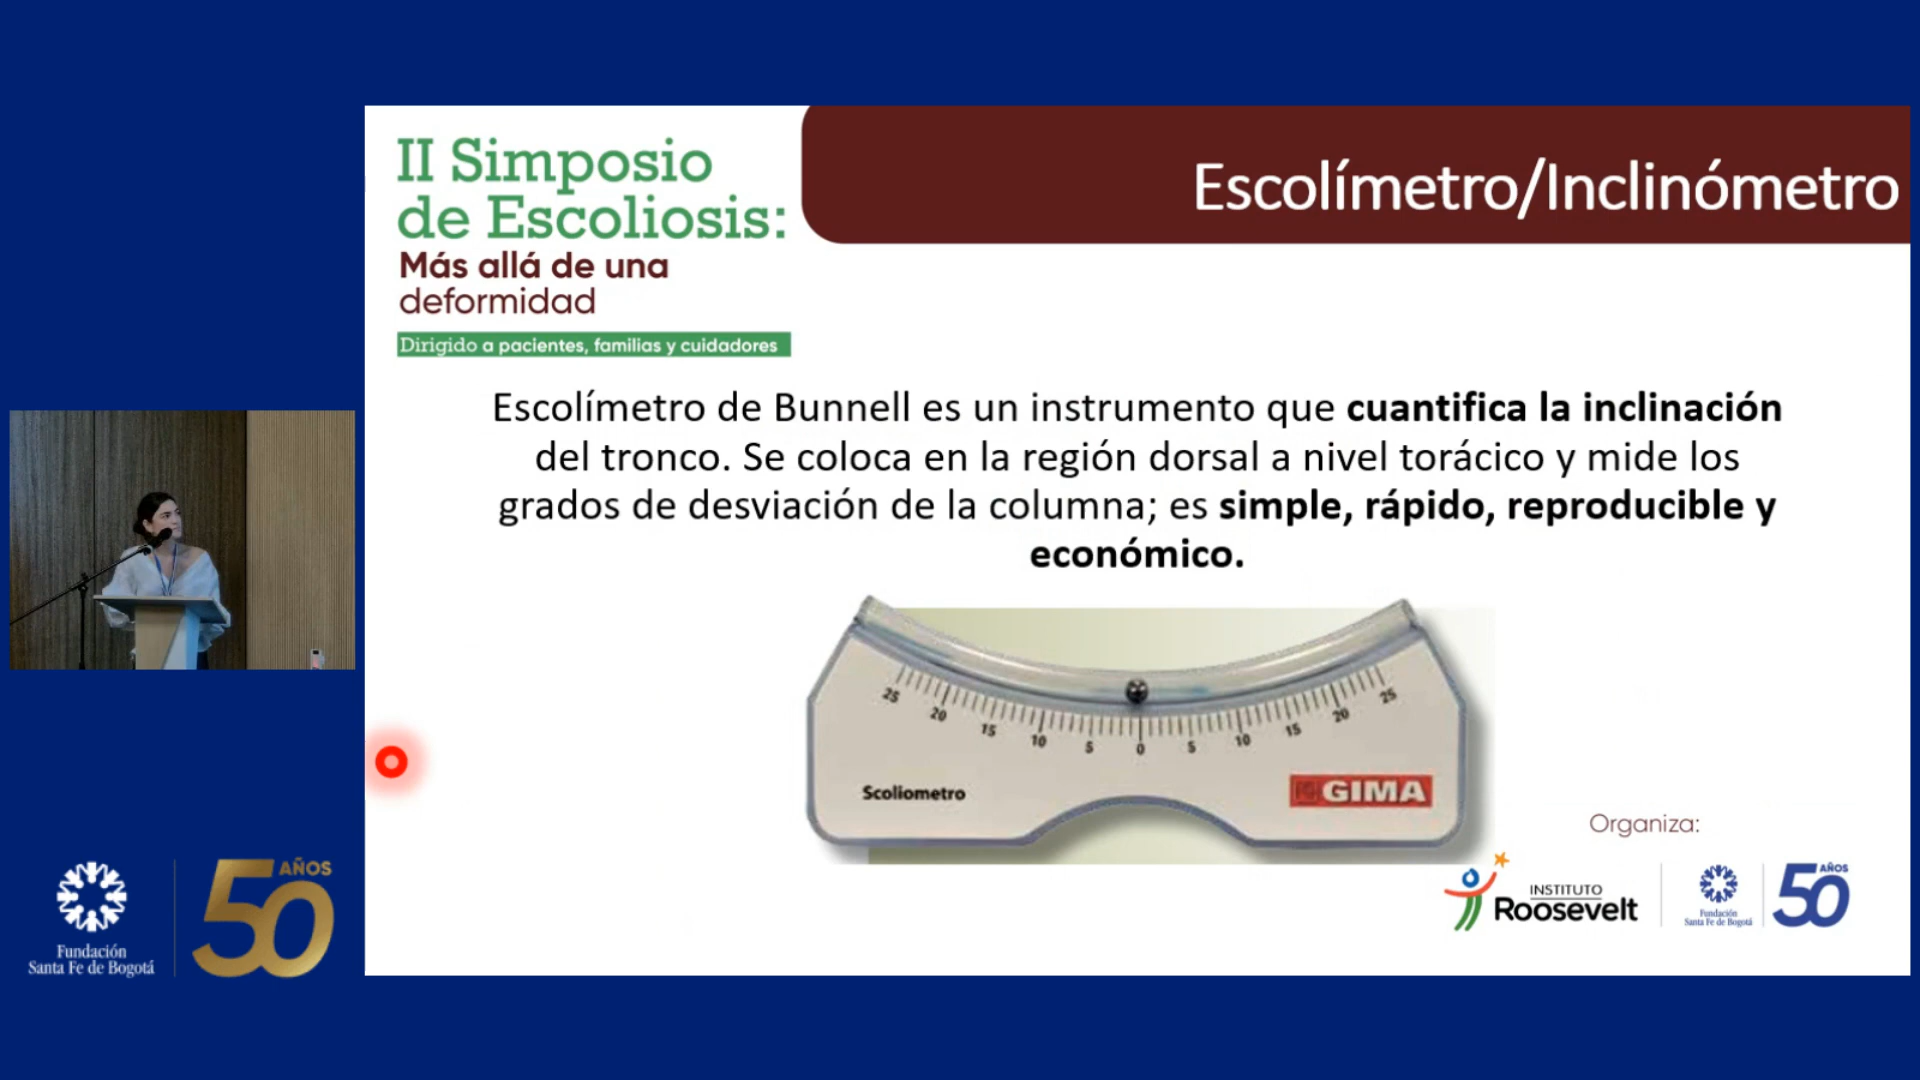 II Simposio
de Escoliosis:
Más allá de una
deformidad
Dirigido a pacientes, familias y cuidadores
Escolímetro/Inclinómetro
Escolímetro de Bunnell es un instrumento que cuantifica la inclinación
del tronco. Se coloca en la región dorsal a nivel torácico y mide los
grados de desviación de la columna; es simple, rápido, reproducible y
económico.
25 20 15 10 5 0 5 10 15 20 25
Scoliometro
GIMA
Organiza:
INSTITUTO
Roosevelt
Fundación
Santa Fe de Bogotá
50 AÑOS
Fundación
Santa Fe de Bogotá
50 AÑOS